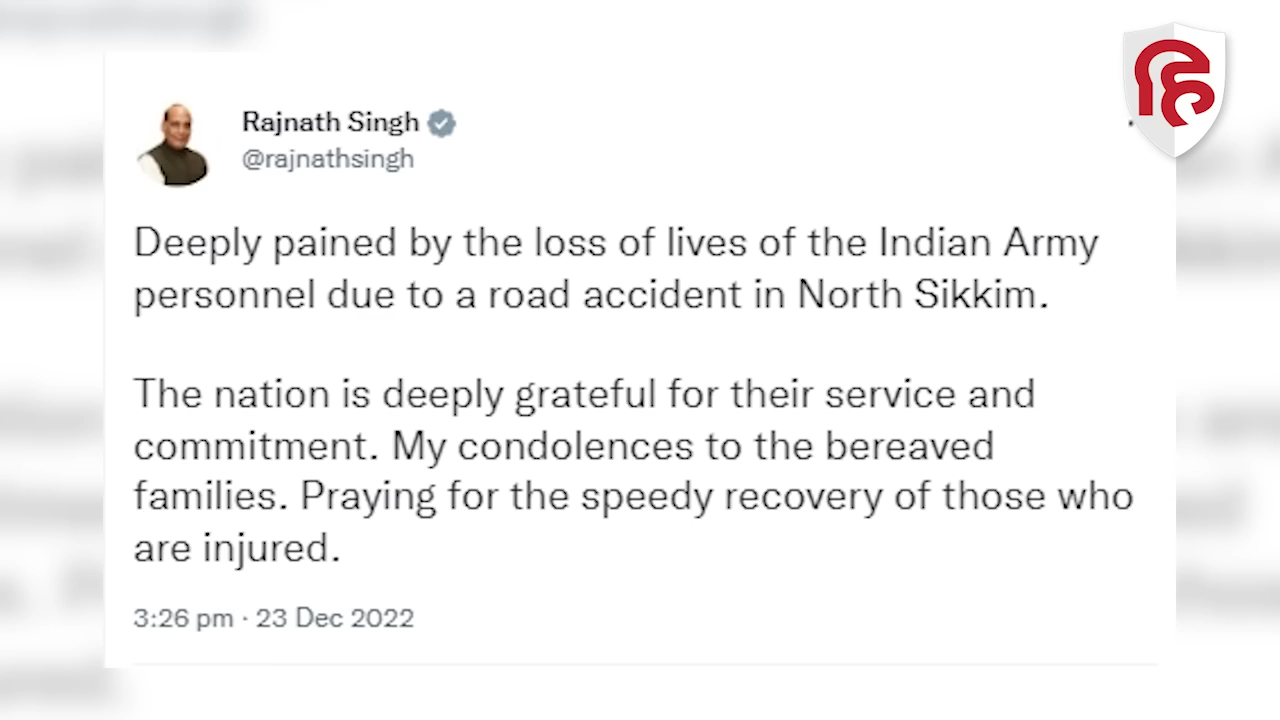 Rajnath Singh
@rajnathsingh
Deeply pained by the loss of lives of the Indian Army
personnel due to a road accident in North Sikkim.
The nation is deeply grateful for their service and
commitment. My condolences to the bereaved
families. Praying for the speedy recovery of those who
are injured.
3:26 pm · 23 Dec 2022